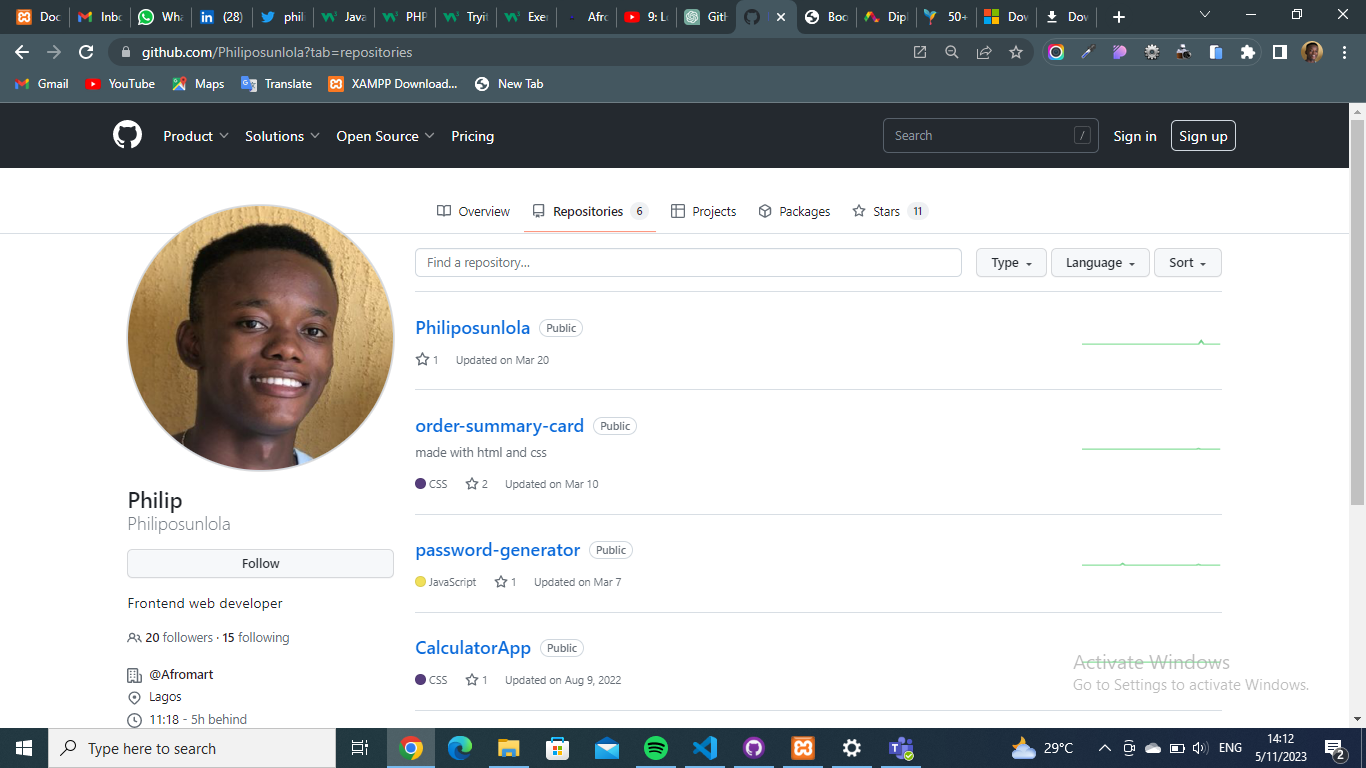 Doc
Inbc
Wha
(28)
phili
Java
PHP
Tryit
Exer
Afro
9: L
Gith
Boo
Dipl
50+
Dov
Dov
github.com/Philiposunlola?tab=repositories
Gmail
YouTube
Maps
Translate
XAMPP Download...
New Tab
Product
Solutions
Open Source
Pricing
Search
/
Sign in
Sign up
Overview
Repositories 6
Projects
Packages
Stars 11
Find a repository...
Type
Language
Sort
Philiposunlola Public
1 Updated on Mar 20
order-summary-card Public
made with html and css
CSS 2 Updated on Mar 10
password-generator Public
JavaScript 1 Updated on Mar 7
CalculatorApp Public
CSS 1 Updated on Aug 9, 2022
Philip
Philiposunlola
Follow
Frontend web developer
20 followers · 15 following
@Afromart
Lagos
11:18 - 5h behind
Activate Windows
Go to Settings to activate Windows.
Type here to search
29°C
ENG
14:12
5/11/2023
2